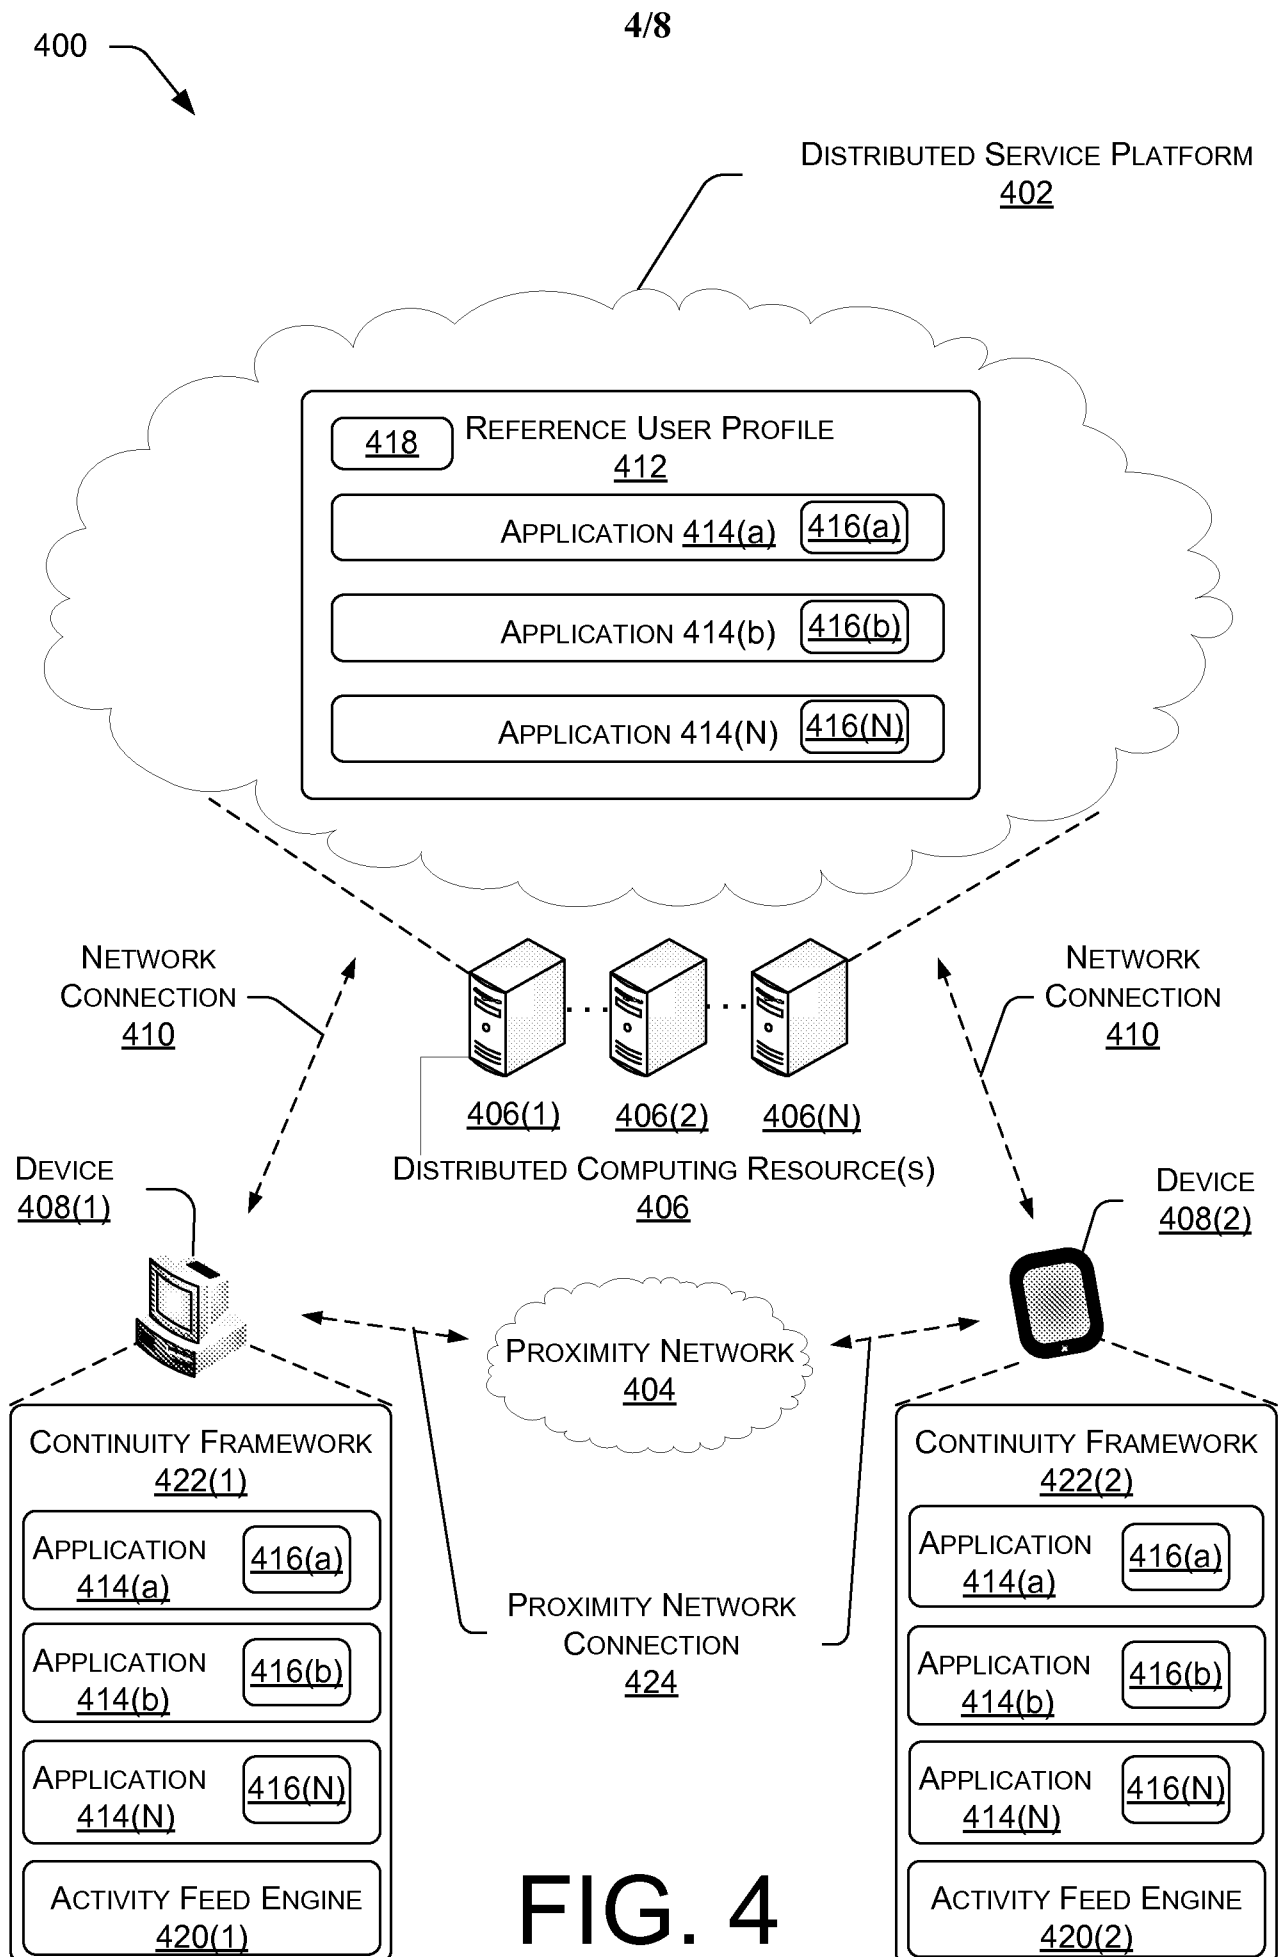 4/8
400
DISTRIBUTED SERVICE PLATFORM
402
418
REFERENCE USER PROFILE
412
APPLICATION 414(a)
416(a)
APPLICATION 414(b)
416(b)
APPLICATION 414(N)
416(N)
NETWORK
CONNECTION
410
NETWORK
CONNECTION
410
406(1)
406(2)
406(N)
DISTRIBUTED COMPUTING RESOURCE(S)
406
DEVICE
408(1)
DEVICE
408(2)
PROXIMITY NETWORK
404
CONTINUITY FRAMEWORK
422(1)
APPLICATION
414(a)
416(a)
APPLICATION
414(b)
416(b)
APPLICATION
414(N)
416(N)
ACTIVITY FEED ENGINE
420(1)
PROXIMITY NETWORK
CONNECTION
424
CONTINUITY FRAMEWORK
422(2)
APPLICATION
414(a)
416(a)
APPLICATION
414(b)
416(b)
APPLICATION
414(N)
416(N)
ACTIVITY FEED ENGINE
420(2)
FIG. 4